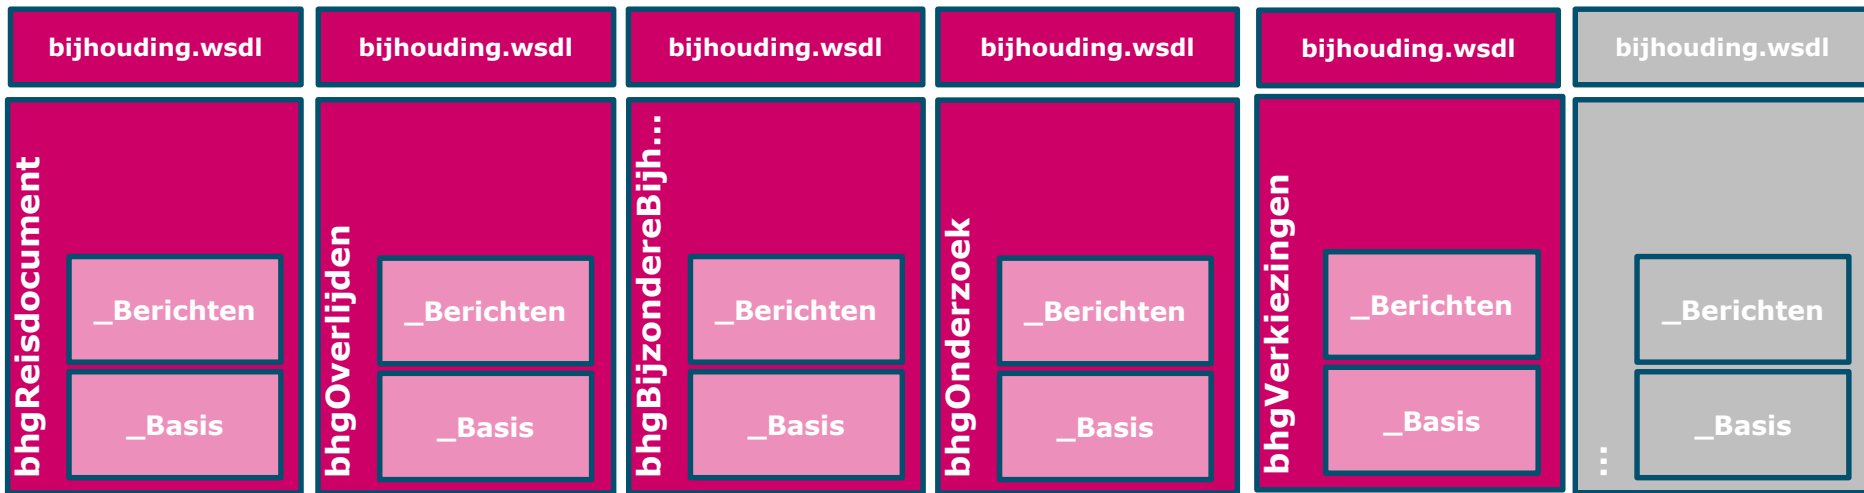 bijhouding.wsdl
bijhouding.wsdl
bijhouding.wsdl
bijhouding.wsdl
bijhouding.wsdl
bijhouding.wsdl
bhgReisdocument
_Berichten
_Basis
bhgOverlijden
_Berichten
_Basis
bhgBijzondereBijh...
_Berichten
_Basis
bhgOnderzoek
_Berichten
_Basis
bhgVerkiezingen
_Berichten
_Basis
...
_Berichten
_Basis